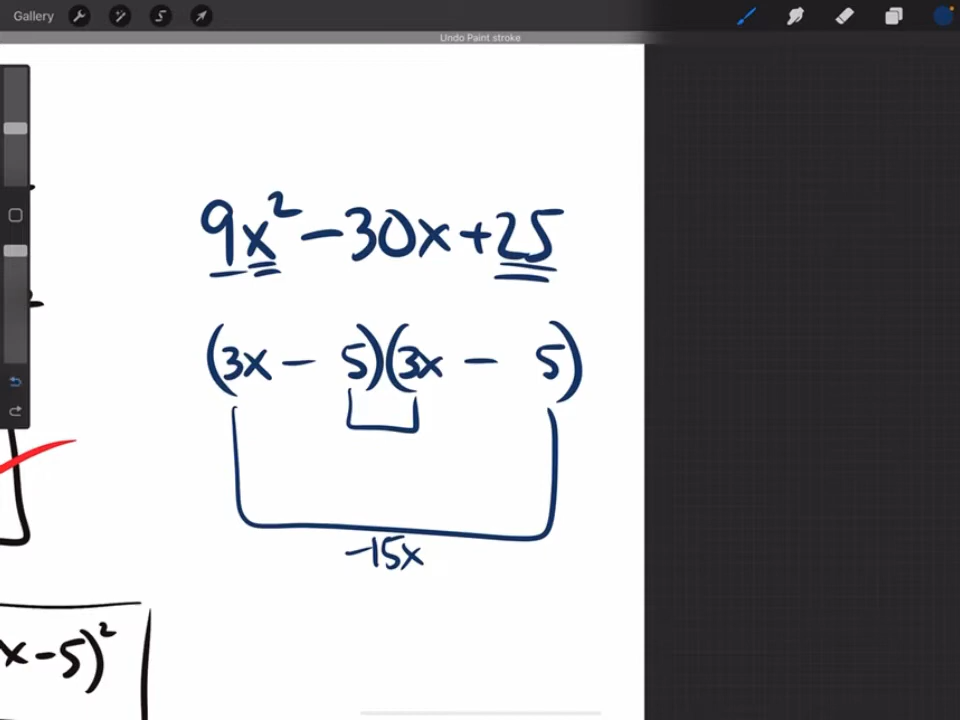 Gallery
Undo Paint stroke
9x² - 30x + 25
(3x - 5)(3x - 5)
-15x
x - 5)²